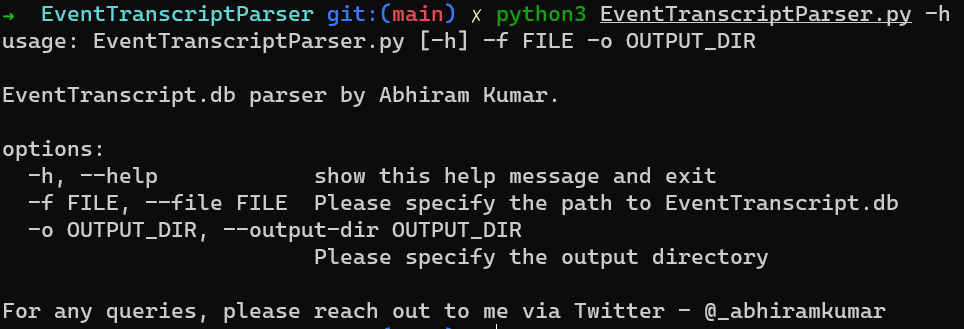 → EventTranscriptParser git:(main) ✗ python3 EventTranscriptParser.py -h
usage: EventTranscriptParser.py [-h] -f FILE -o OUTPUT_DIR
EventTranscript.db parser by Abhiram Kumar.
options:
-h, --help show this help message and exit
-f FILE, --file FILE Please specify the path to EventTranscript.db
-o OUTPUT_DIR, --output-dir OUTPUT_DIR
Please specify the output directory
For any queries, please reach out to me via Twitter - @_abhiramkumar